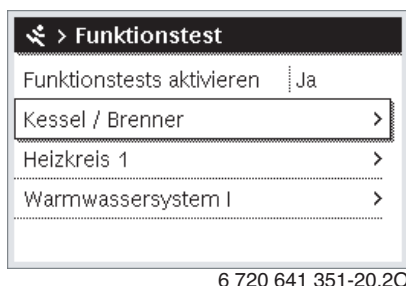 > Funktionstest
Funktionstests aktivieren Ja
Kessel / Brenner >
Heizkreis 1 >
Warmwassersystem I >
6 720 641 351-20.2O